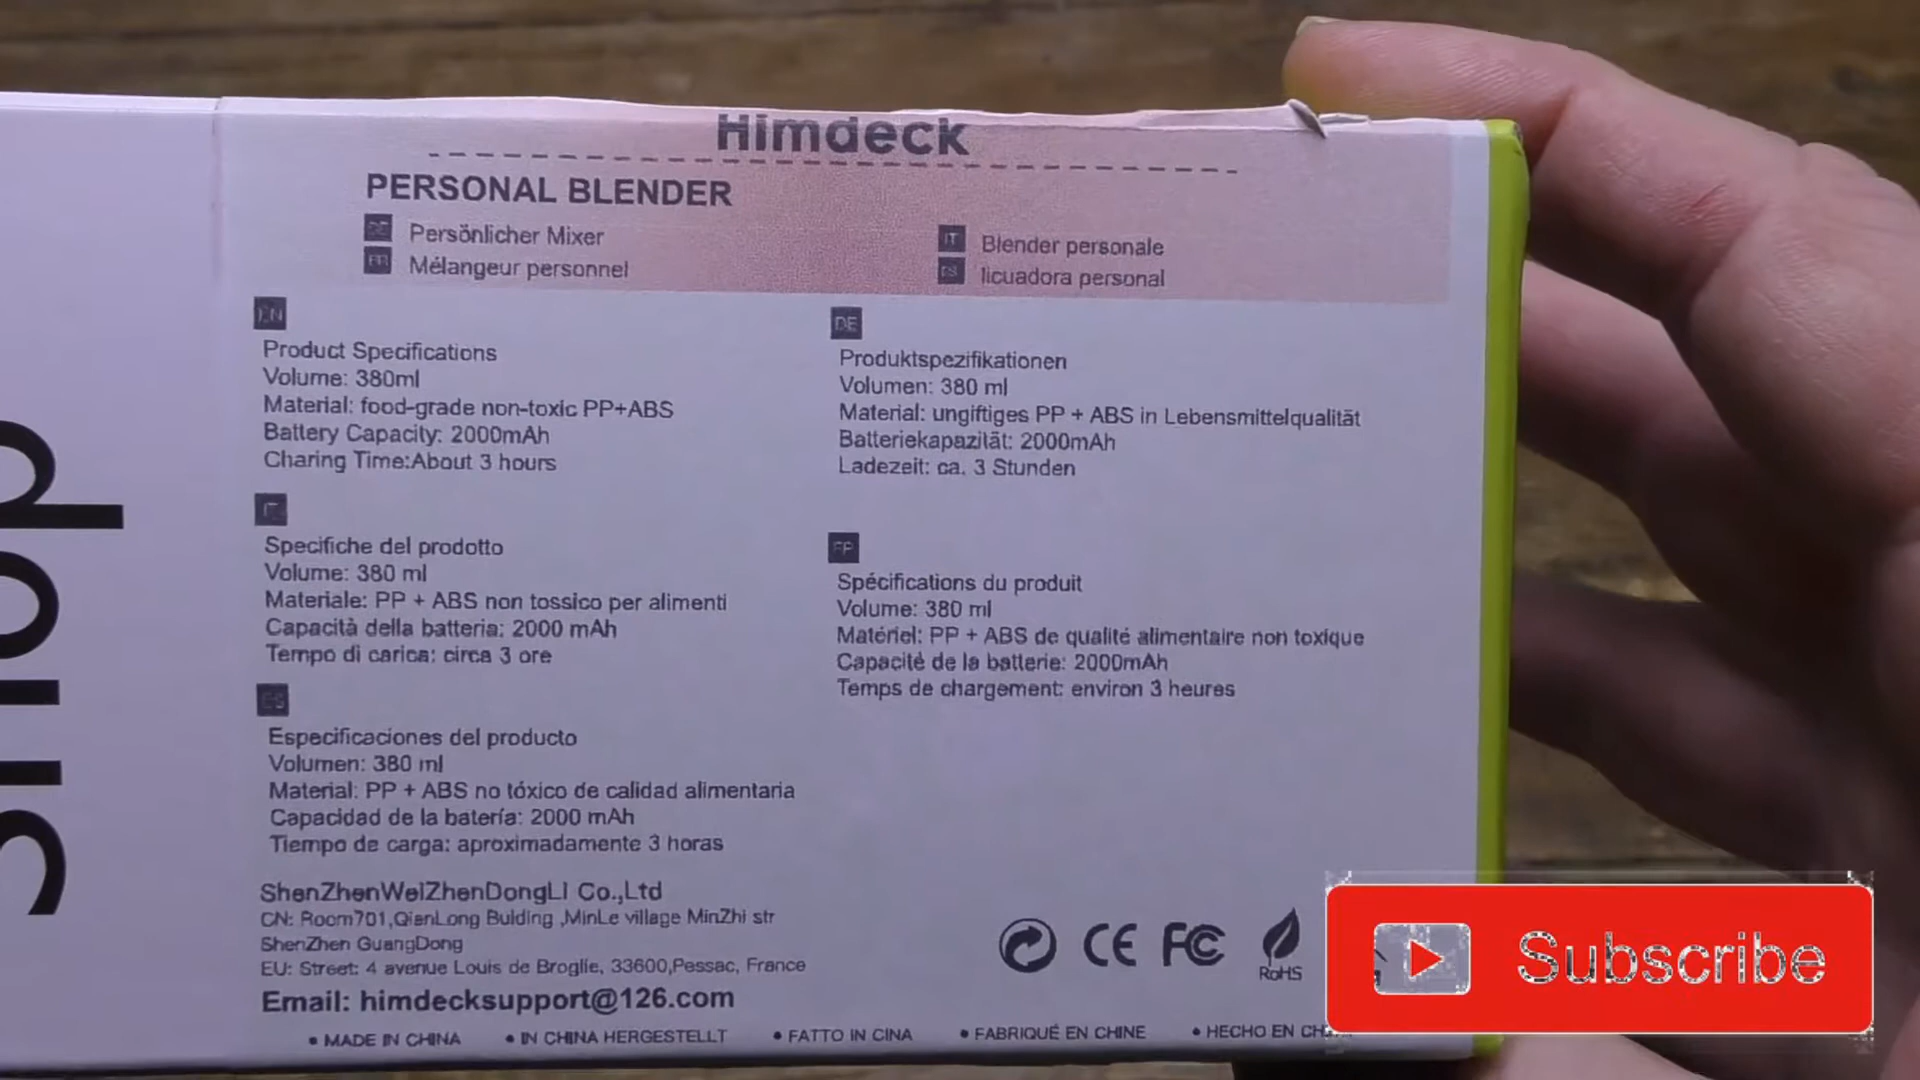 Himdeck
PERSONAL BLENDER
DE Persönlicher Mixer
FR Mélangeur personnel
IT Blender personale
ES licuadora personal
EN
Product Specifications
Volume: 380ml
Material: food-grade non-toxic PP+ABS
Battery Capacity: 2000mAh
Charing Time:About 3 hours
DE
Produktspezifikationen
Volumen: 380 ml
Material: ungiftiges PP + ABS in Lebensmittelqualität
Batteriekapazität: 2000mAh
Ladezeit: ca. 3 Stunden
IT
Specifiche del prodotto
Volume: 380 ml
Materiale: PP + ABS non tossico per alimenti
Capacità della batteria: 2000 mAh
Tempo di carica: circa 3 ore
Spécifications du produit
Volume: 380 ml
Matériel: PP + ABS de qualité alimentaire non toxique
Capacité de la batterie: 2000mAh
Temps de chargement: environ 3 heures
ES
Especificaciones del producto
Volumen: 380 ml
Material: PP + ABS no tóxico de calidad alimentaria
Capacidad de la batería: 2000 mAh
Tiempo de carga: aproximadamente 3 horas
ShenZhenWeiZhenDongLI Co.,Ltd
CN: Room701,QianLong Bulding ,MinLe village MinZhi str
ShenZhen GuangDong
EU: Street: 4 avenue Louis de Broglie, 33600,Pessac, France
Email: himdecksupport@126.com
• MADE IN CHINA • IN CHINA HERGESTELLT • FATTO IN CINA • FABRIQUÉ EN CHINE • HECHO EN CH
CE FC RoHS
Subscribe